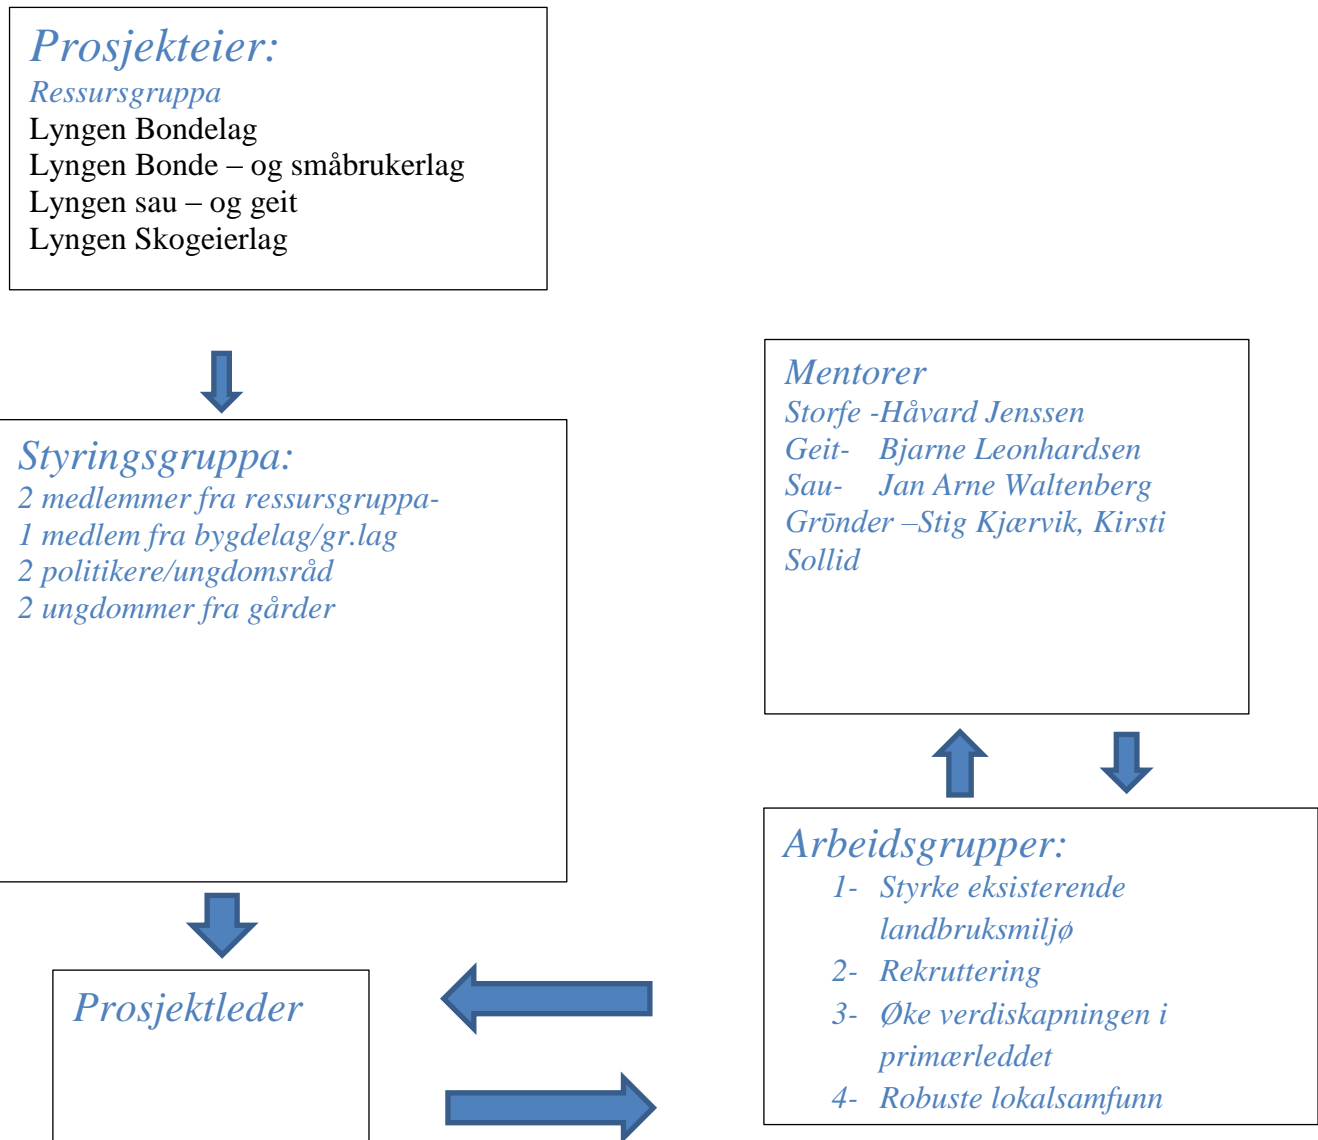 Prosjekteier:
Ressursgruppa
Lyngen Bondelag
Lyngen Bonde – og småbrukerlag
Lyngen sau – og geit
Lyngen Skogeierlag
Styringsgruppa:
2 medlemmer fra ressursgruppa-
1 medlem fra bygdelag/gr.lag
2 politikere/ungdomsråd
2 ungdommer fra gårder
Prosjektleder
Mentorer
Storfe -Håvard Jenssen
Geit- Bjarne Leonhardsen
Sau- Jan Arne Waltenberg
Grōnder –Stig Kjærvik, Kirsti
Sollid
Arbeidsgrupper:
1- Styrke eksisterende
landbruksmiljø
2- Rekruttering
3- Øke verdiskapningen i
primærleddet
4- Robuste lokalsamfunn